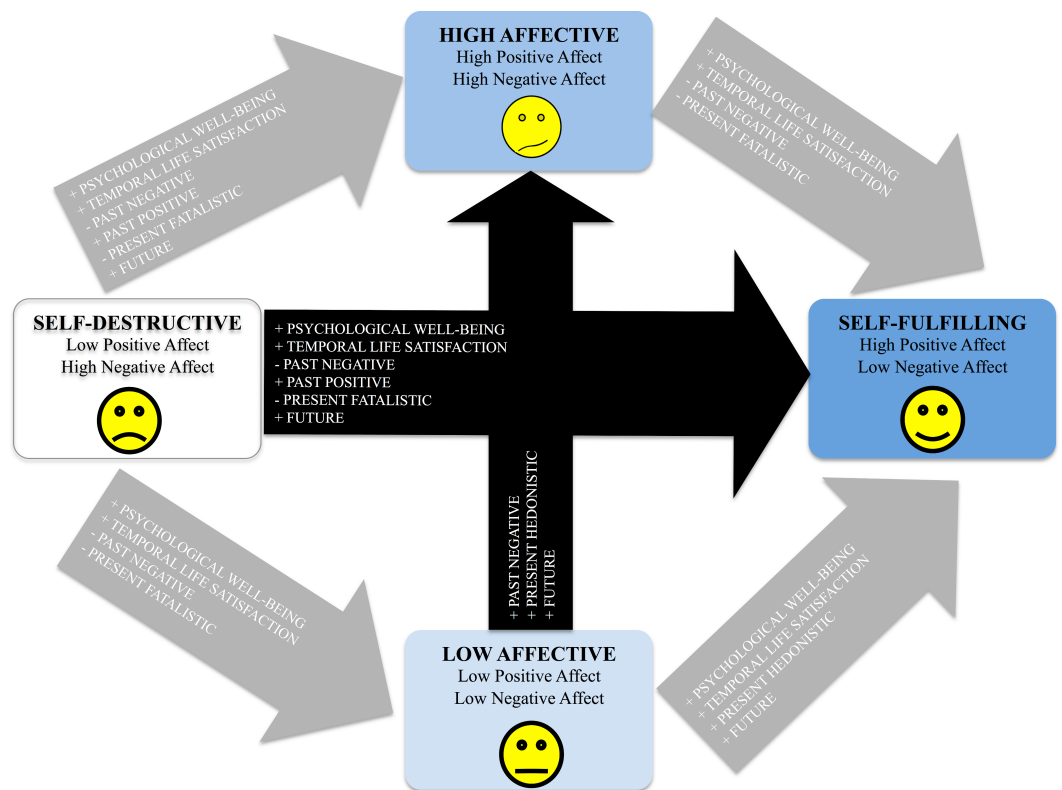 HIGH AFFECTIVE
High Positive Affect
High Negative Affect
+ PSYCHOLOGICAL WELL-BEING
+ TEMPORAL LIFE SATISFACTION
- PAST NEGATIVE
+ PAST POSITIVE
- PRESENT FATALISTIC
+ FUTURE
+ PSYCHOLOGICAL WELL-BEING
+ TEMPORAL LIFE SATISFACTION
- PAST NEGATIVE
- PRESENT FATALISTIC
SELF-DESTRUCTIVE
Low Positive Affect
High Negative Affect
+ PSYCHOLOGICAL WELL-BEING
+ TEMPORAL LIFE SATISFACTION
- PAST NEGATIVE
+ PAST POSITIVE
- PRESENT FATALISTIC
+ FUTURE
SELF-FULFILLING
High Positive Affect
Low Negative Affect
+ PSYCHOLOGICAL WELL-BEING
+ TEMPORAL LIFE SATISFACTION
- PAST NEGATIVE
- PRESENT FATALISTIC
+ PAST NEGATIVE
+ PRESENT HEDONISTIC
+ FUTURE
+ PSYCHOLOGICAL WELL-BEING
+ TEMPORAL LIFE SATISFACTION
+ PRESENT HEDONISTIC
+ FUTURE
LOW AFFECTIVE
Low Positive Affect
Low Negative Affect